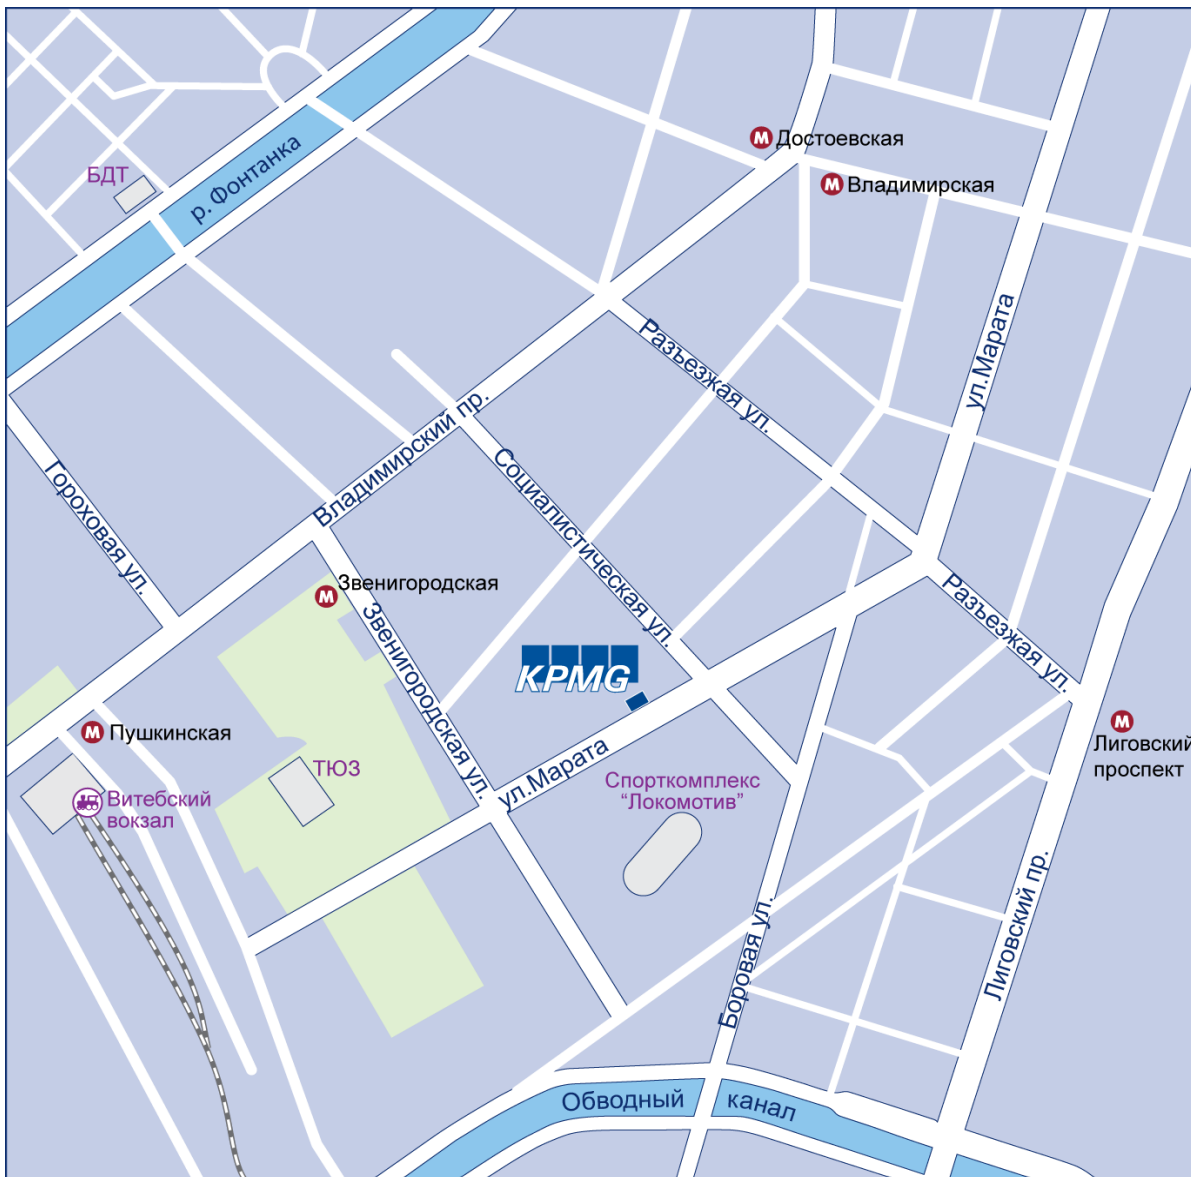 М Достоевская
БДТ
М Владимирская
р. Фонтанка
ул.Марата
Разъезжая ул.
Владимирский пр.
Социалистическая ул.
Гороховая ул.
М Звенигородская
Звенигородская ул.
Разъезжая ул.
KPMG
М Пушкинская
М
Лиговский
проспект
ТЮЗ
ул.Марата
Спорткомплекс
“Локомотив”
Витебский
вокзал
Боровая ул.
Лиговский пр.
Обводный канал